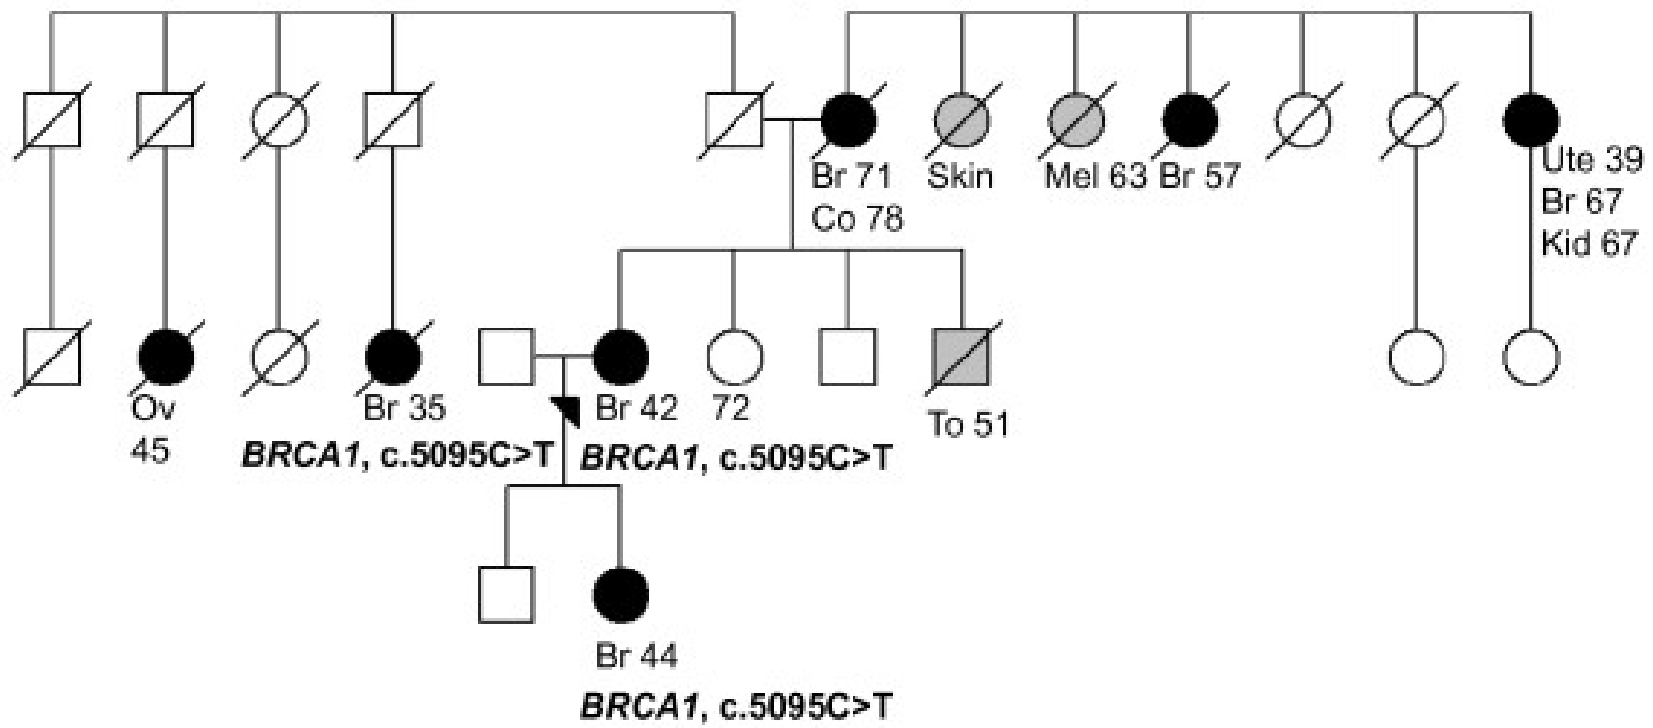 Br 71
Co 78
Skin
Mel 63
Br 57
Ute 39
Br 67
Kid 67
Ov
45
Br 35
BRCA1, c.5095C>T
Br 42
BRCA1, c.5095C>T
72
To 51
Br 44
BRCA1, c.5095C>T